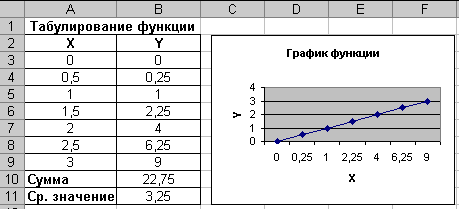 A B C D E F
1 Табулирование функции
2 X Y
3 0 0
4 0,5 0,25
5 1 1
6 1,5 2,25
7 2 4
8 2,5 6,25
9 3 9
10 Сумма 22,75
11 Ср. значение 3,25
График функции
Y
4
3
2
1
0
0 0,25 1 2,25 4 6,25 9
X